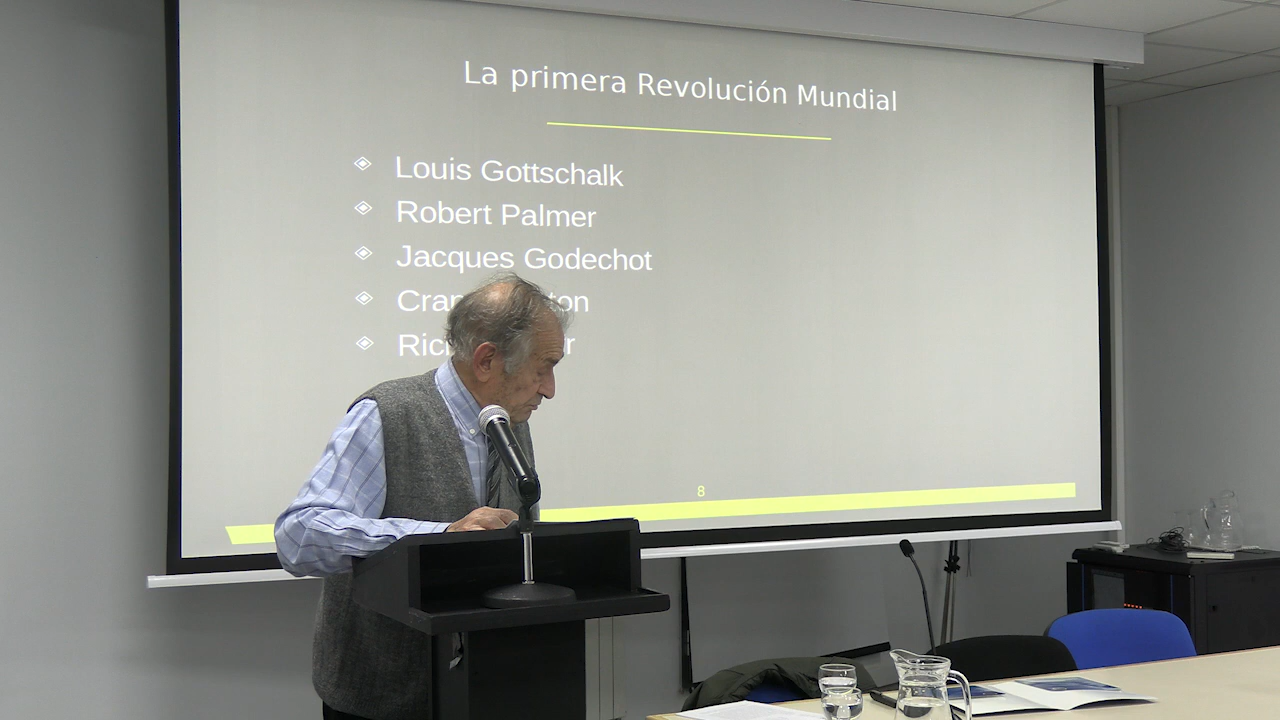 La primera Revolución Mundial
Louis Gottschalk
Robert Palmer
Jacques Godechot
8